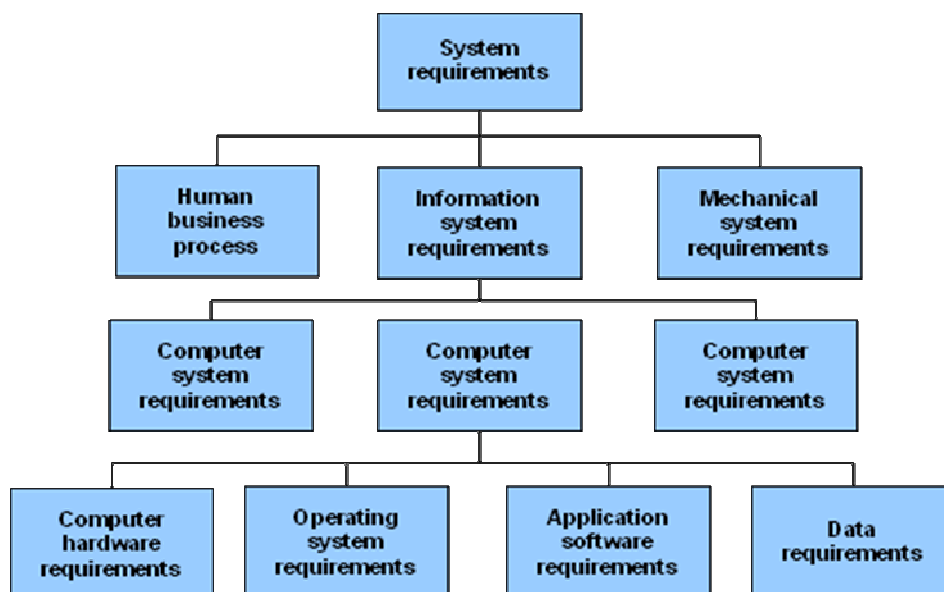 System
requirements
Human
business
process
Information
system
requirements
Mechanical
system
requirements
Computer
system
requirements
Computer
system
requirements
Computer
system
requirements
Computer
hardware
requirements
Operating
system
requirements
Application
software
requirements
Data
requirements